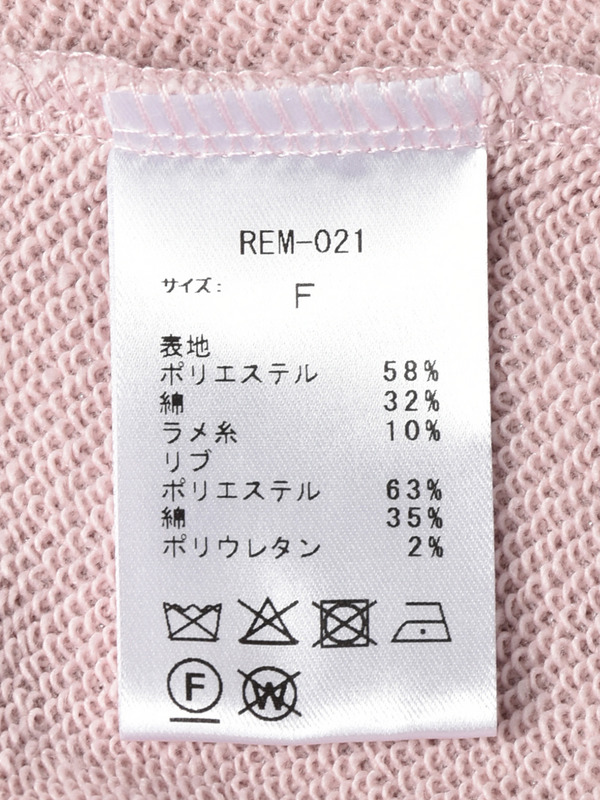 REM-021
サイズ: F
表地
ポリエステル 58%
綿 32%
ラメ糸 10%
リブ
ポリエステル 63%
綿 35%
ポリウレタン 2%
F W